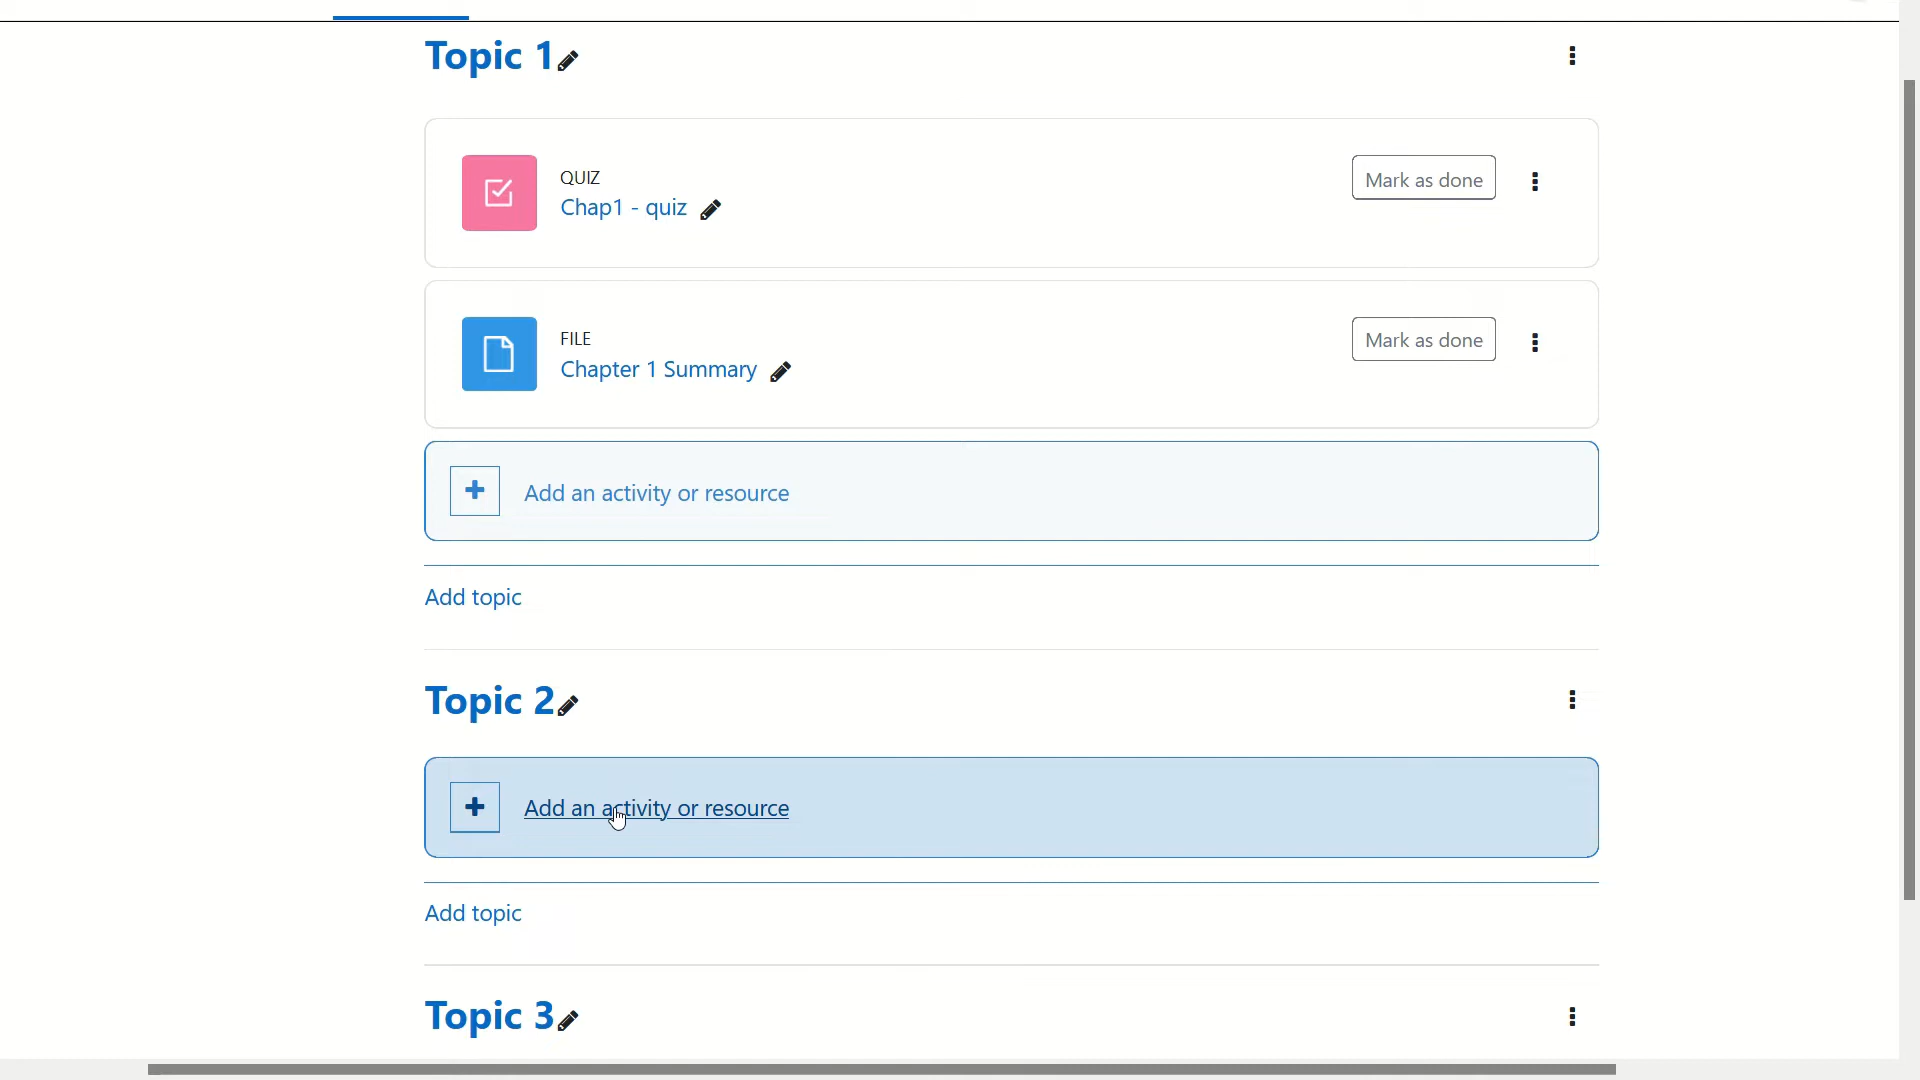 Topic 1
QUIZ
Chap1 - quiz
Mark as done
FILE
Chapter 1 Summary
Mark as done
Add an activity or resource
Add topic
Topic 2
Add an activity or resource
Add topic
Topic 3